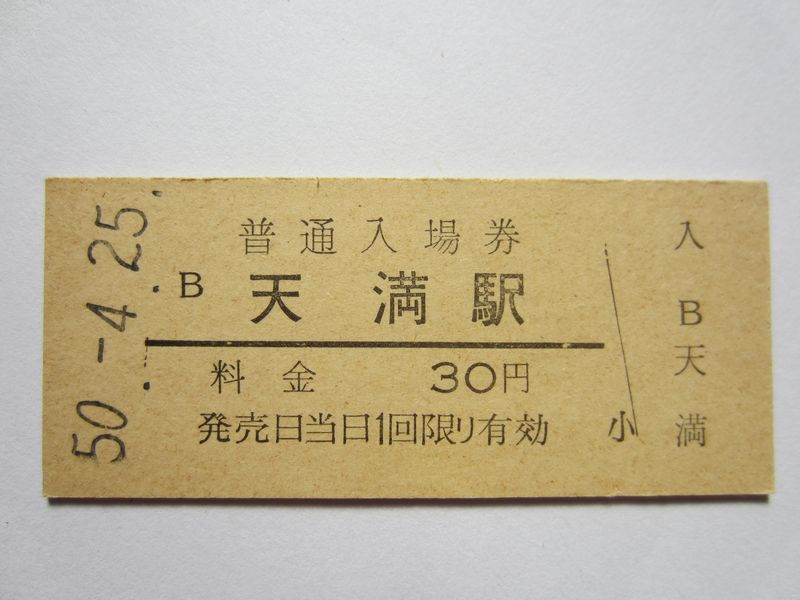 50.-4.25.
普通入場券
B 天満駅
料金 30円
発売日当日1回限り有効
小
入
B
天
満